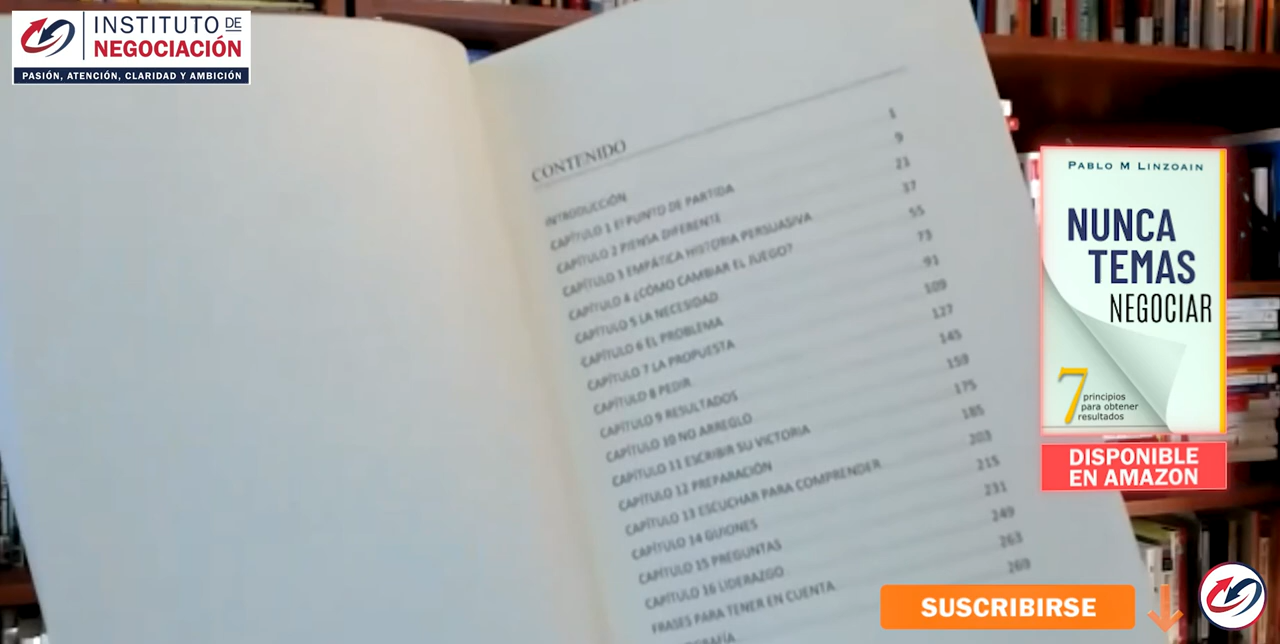 INSTITUTO DE
NEGOCIACIÓN
PASIÓN, ATENCIÓN, CLARIDAD Y AMBICIÓN
CONTENIDO
INTRODUCCIÓN 1
CAPÍTULO 1 El PUNTO DE PARTIDA 9
CAPÍTULO 2 PIENSA DIFERENTE 21
CAPÍTULO 3 EMPÁTICA HISTORIA PERSUASIVA 37
CAPÍTULO 4 ¿CÓMO CAMBIAR EL JUEGO? 55
CAPÍTULO 5 LA NECESIDAD 73
CAPÍTULO 6 EL PROBLEMA 91
CAPÍTULO 7 LA PROPUESTA 109
CAPÍTULO 8 PEDIR 127
CAPÍTULO 9 RESULTADOS 145
CAPÍTULO 10 NO ARREGLO 159
CAPÍTULO 11 ESCRIBIR SU VICTORIA 175
CAPÍTULO 12 PREPARACIÓN 185
CAPÍTULO 13 ESCUCHAR PARA COMPRENDER 203
CAPÍTULO 14 GUIONES 215
CAPÍTULO 15 PREGUNTAS 231
CAPÍTULO 16 LIDERAZGO 249
FRASES PARA TENER EN CUENTA 263
269
PABLO M LINZOAIN
NUNCA
TEMAS
NEGOCIAR
7 principios
para obtener
resultados
DISPONIBLE
EN AMAZON
SUSCRIBIRSE